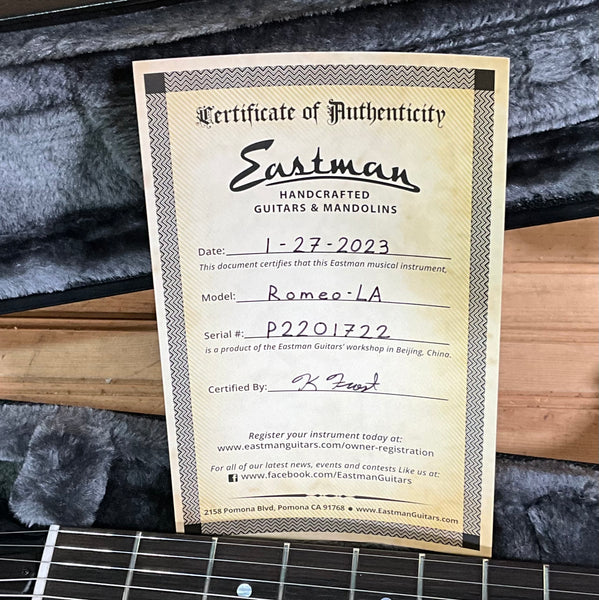 Certificate of Authenticity
Eastman
HANDCRAFTED
GUITARS & MANDOLINS
Date: 1-27-2023
This document certifies that this Eastman musical instrument,
Model: Romeo-LA
Serial #: P2201722
is a product of the Eastman Guitars' workshop in Beijing, China.
Certified By: K Frost
Register your instrument today at:
www.eastmanguitars.com/owner-registration
For all of our latest news, events and contests Like us at:
www.facebook.com/EastmanGuitars
2158 Pomona Blvd, Pomona CA 91768 ● www.EastmanGuitars.com